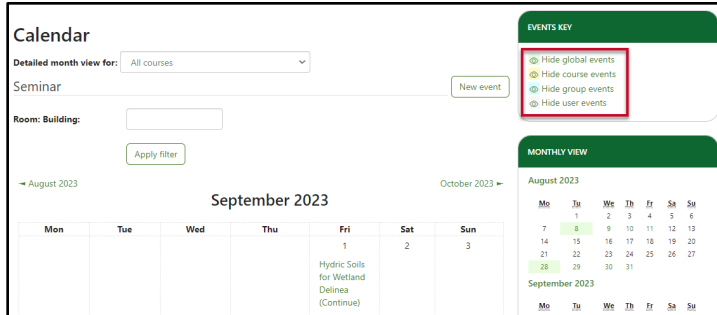 Calendar
Detailed month view for: All courses
Seminar
New event
Room: Building:
Apply filter
◄ August 2023
October 2023 ►
September 2023
Mon Tue Wed Thu Fri Sat Sun
1 2 3
Hydric Soils
for Wetland
Delinea
(Continue)
EVENTS KEY
Hide global events
Hide course events
Hide group events
Hide user events
MONTHLY VIEW
August 2023
Mo Tu We Th Fr Sa Su
1 2 3 4 5 6
7 8 9 10 11 12 13
14 15 16 17 18 19 20
21 22 23 24 25 26 27
28 29 30 31
September 2023
Mo Tu We Th Fr Sa Su